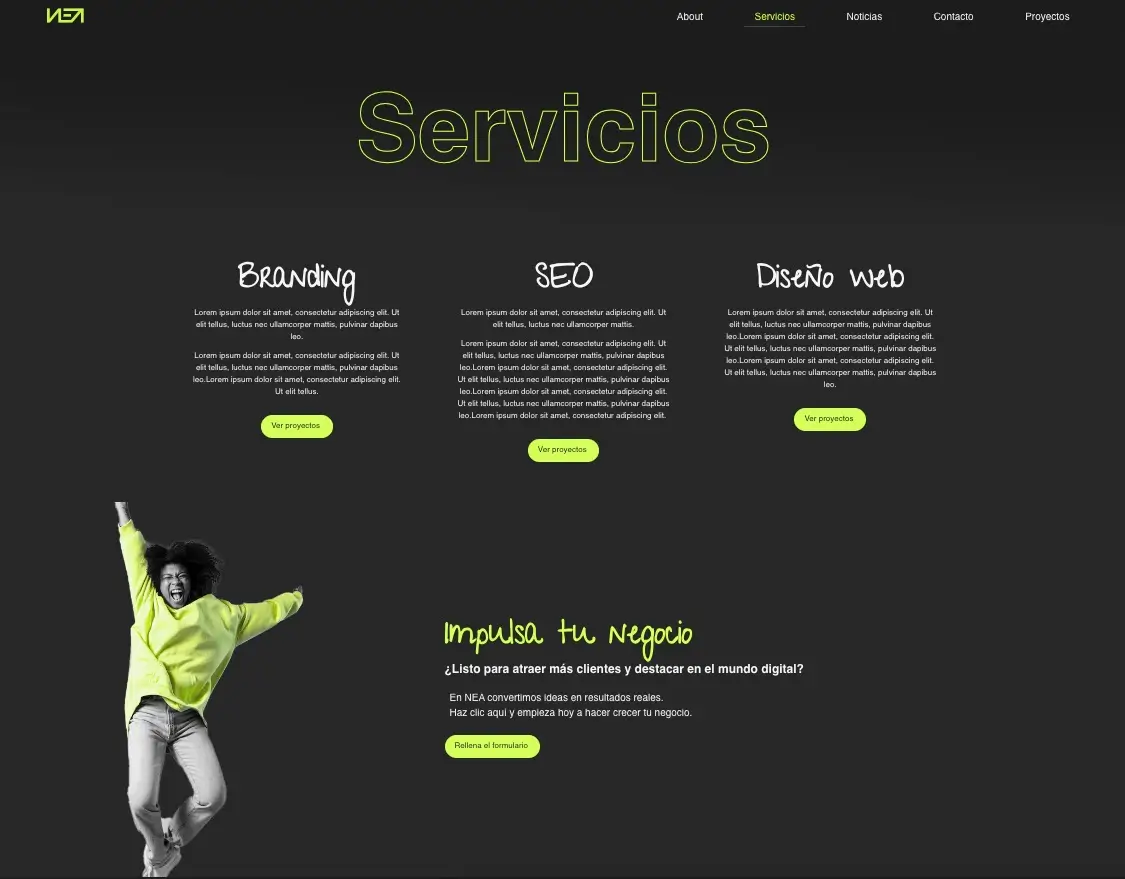 NEA
About
Servicios
Noticias
Contacto
Proyectos
Servicios
Branding
Lorem ipsum dolor sit amet, consectetur adipiscing elit. Ut
elit tellus, luctus nec ullamcorper mattis, pulvinar dapibus
leo.
Lorem ipsum dolor sit amet, consectetur adipiscing elit. Ut
elit tellus, luctus nec ullamcorper mattis, pulvinar dapibus
leo.Lorem ipsum dolor sit amet, consectetur adipiscing elit.
Ut elit tellus.
Ver proyectos
SEO
Lorem ipsum dolor sit amet, consectetur adipiscing elit. Ut
elit tellus, luctus nec ullamcorper mattis.
Lorem ipsum dolor sit amet, consectetur adipiscing elit. Ut
elit tellus, luctus nec ullamcorper mattis, pulvinar dapibus
leo.Lorem ipsum dolor sit amet, consectetur adipiscing elit.
Ut elit tellus, luctus nec ullamcorper mattis, pulvinar dapibus
leo.Lorem ipsum dolor sit amet, consectetur adipiscing elit.
Ut elit tellus, luctus nec ullamcorper mattis, pulvinar dapibus
leo.Lorem ipsum dolor sit amet, consectetur adipiscing elit.
Ver proyectos
Diseño web
Lorem ipsum dolor sit amet, consectetur adipiscing elit. Ut
elit tellus, luctus nec ullamcorper mattis, pulvinar dapibus
leo.Lorem ipsum dolor sit amet, consectetur adipiscing elit.
Ut elit tellus, luctus nec ullamcorper mattis, pulvinar dapibus
leo.Lorem ipsum dolor sit amet, consectetur adipiscing elit.
Ut elit tellus, luctus nec ullamcorper mattis, pulvinar dapibus
leo.
Ver proyectos
Impulsa tu negocio
¿Listo para atraer más clientes y destacar en el mundo digital?
En NEA convertimos ideas en resultados reales.
Haz clic aquí y empieza hoy a hacer crecer tu negocio.
Rellena el formulario